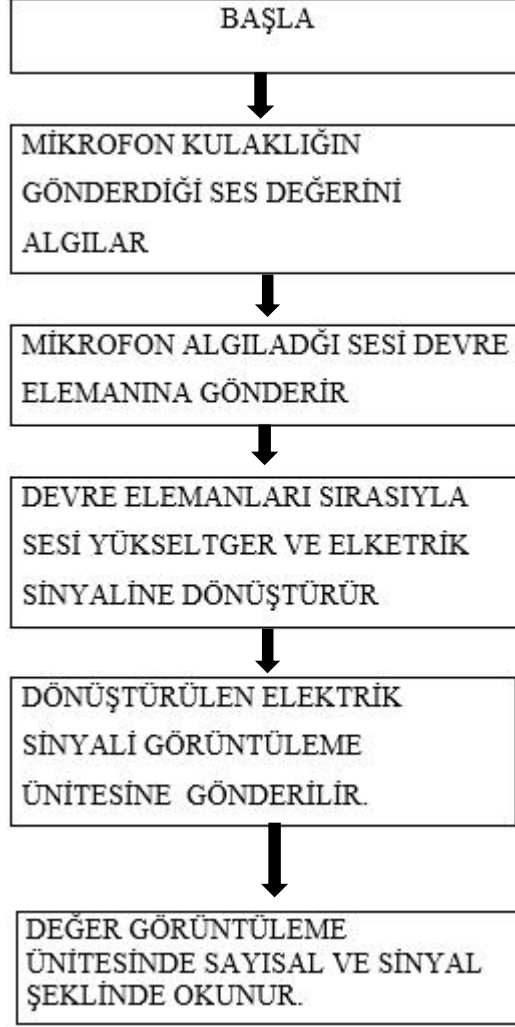 BAŞLA
MİKROFON KULAKLIĞIN
GÖNDERDİĞİ SES DEĞERİNİ
ALGILAR
MİKROFON ALGILADĞI SESİ DEVRE
ELEMANINA GÖNDERİR
DEVRE ELEMANLARI SIRASIYLA
SESİ YÜKSELTGER VE ELKETRİK
SİNYALİNE DÖNÜŞTÜRÜR
DÖNÜŞTÜRÜLEN ELEKTRİK
SİNYALİ GÖRÜNTÜLEME
ÜNİTESİNE GÖNDERİLİR.
DEĞER GÖRÜNTÜLEME
ÜNİTESİNDE SAYISAL VE SİNYAL
ŞEKLİNDE OKUNUR.